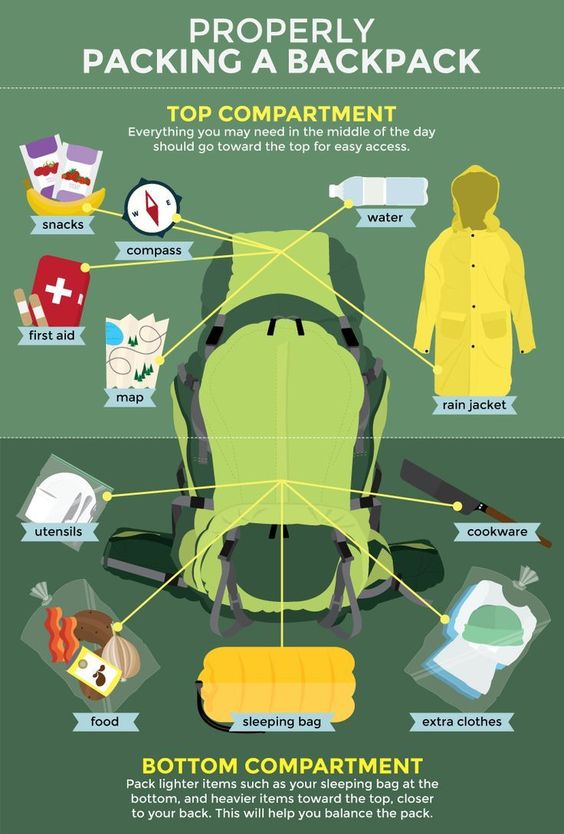 PROPERLY
PACKING A BACKPACK
TOP COMPARTMENT
Everything you may need in the middle of the day
should go toward the top for easy access.
snacks
W E
compass
water
first aid
map
rain jacket
utensils
cookware
food
sleeping bag
extra clothes
BOTTOM COMPARTMENT
Pack lighter items such as your sleeping bag at the
bottom, and heavier items toward the top, closer
to your back. This will help you balance the pack.